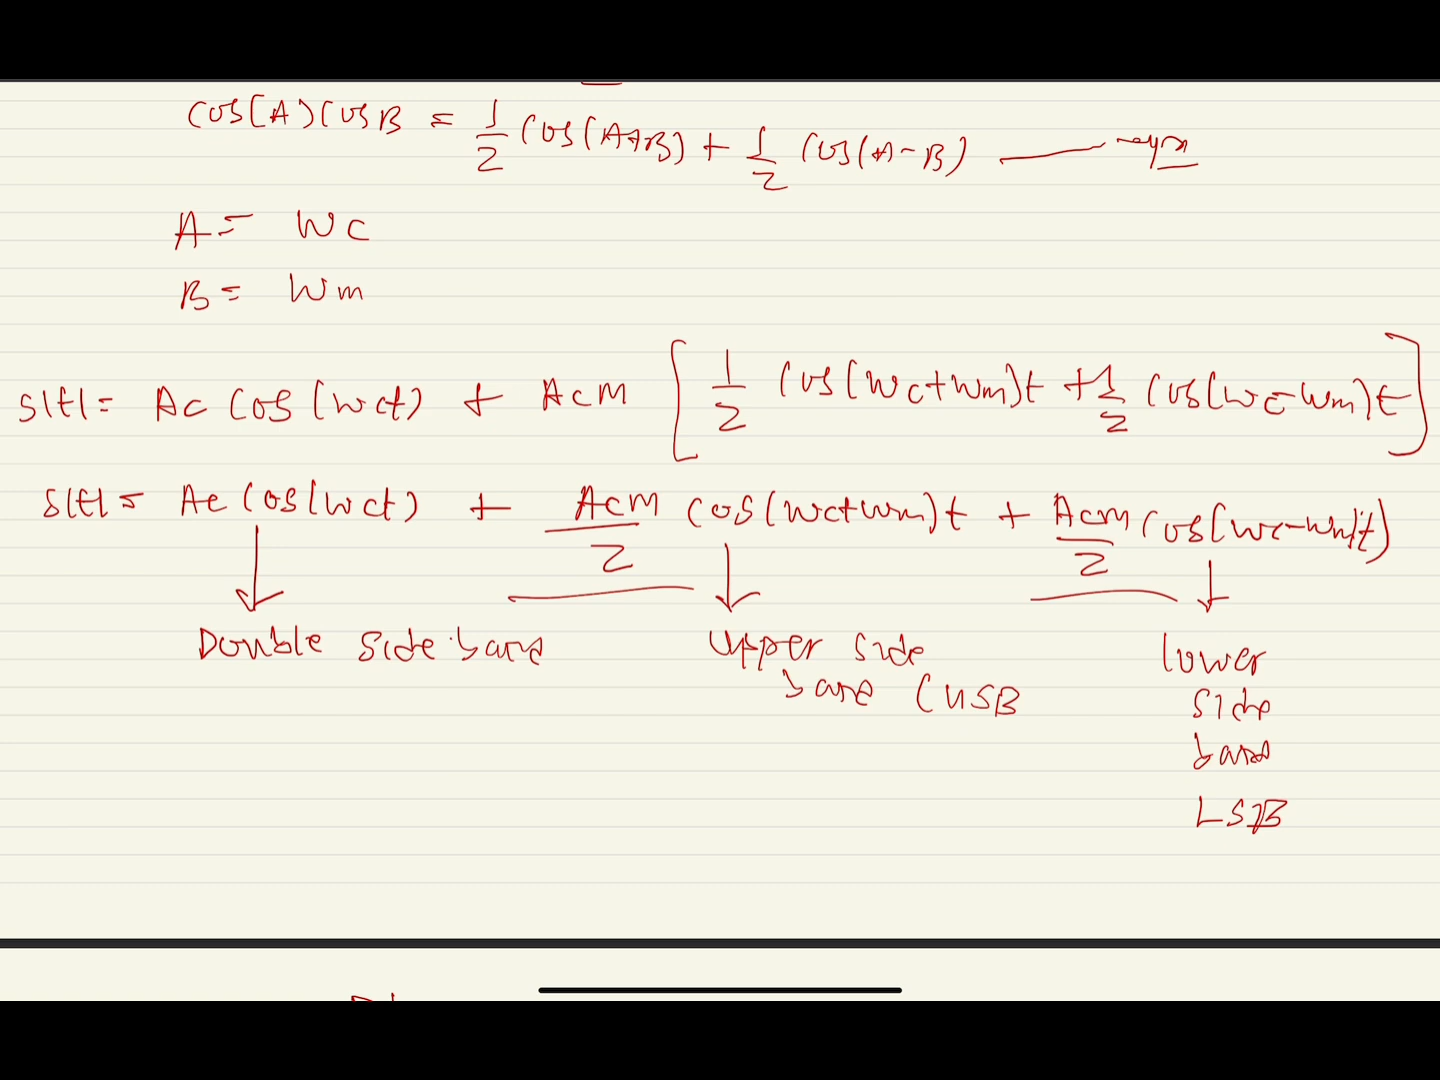 Cos(A)CosB = 1/2 Cos(A+B) + 1/2 Cos(A-B)
A = Wc
B = Wm
S(t) = Ac Cos(wct) + Acm [1/2 Cos(wc+wm)t + 1/2 Cos(wc-wm)t]
S(t) = Ac Cos(wct) + Acm/2 cos(wc+wm)t + Acm/2 cos(wc-wm)t)
Double Side band
Upper Side
band (USB
lower
Side
band
LSB